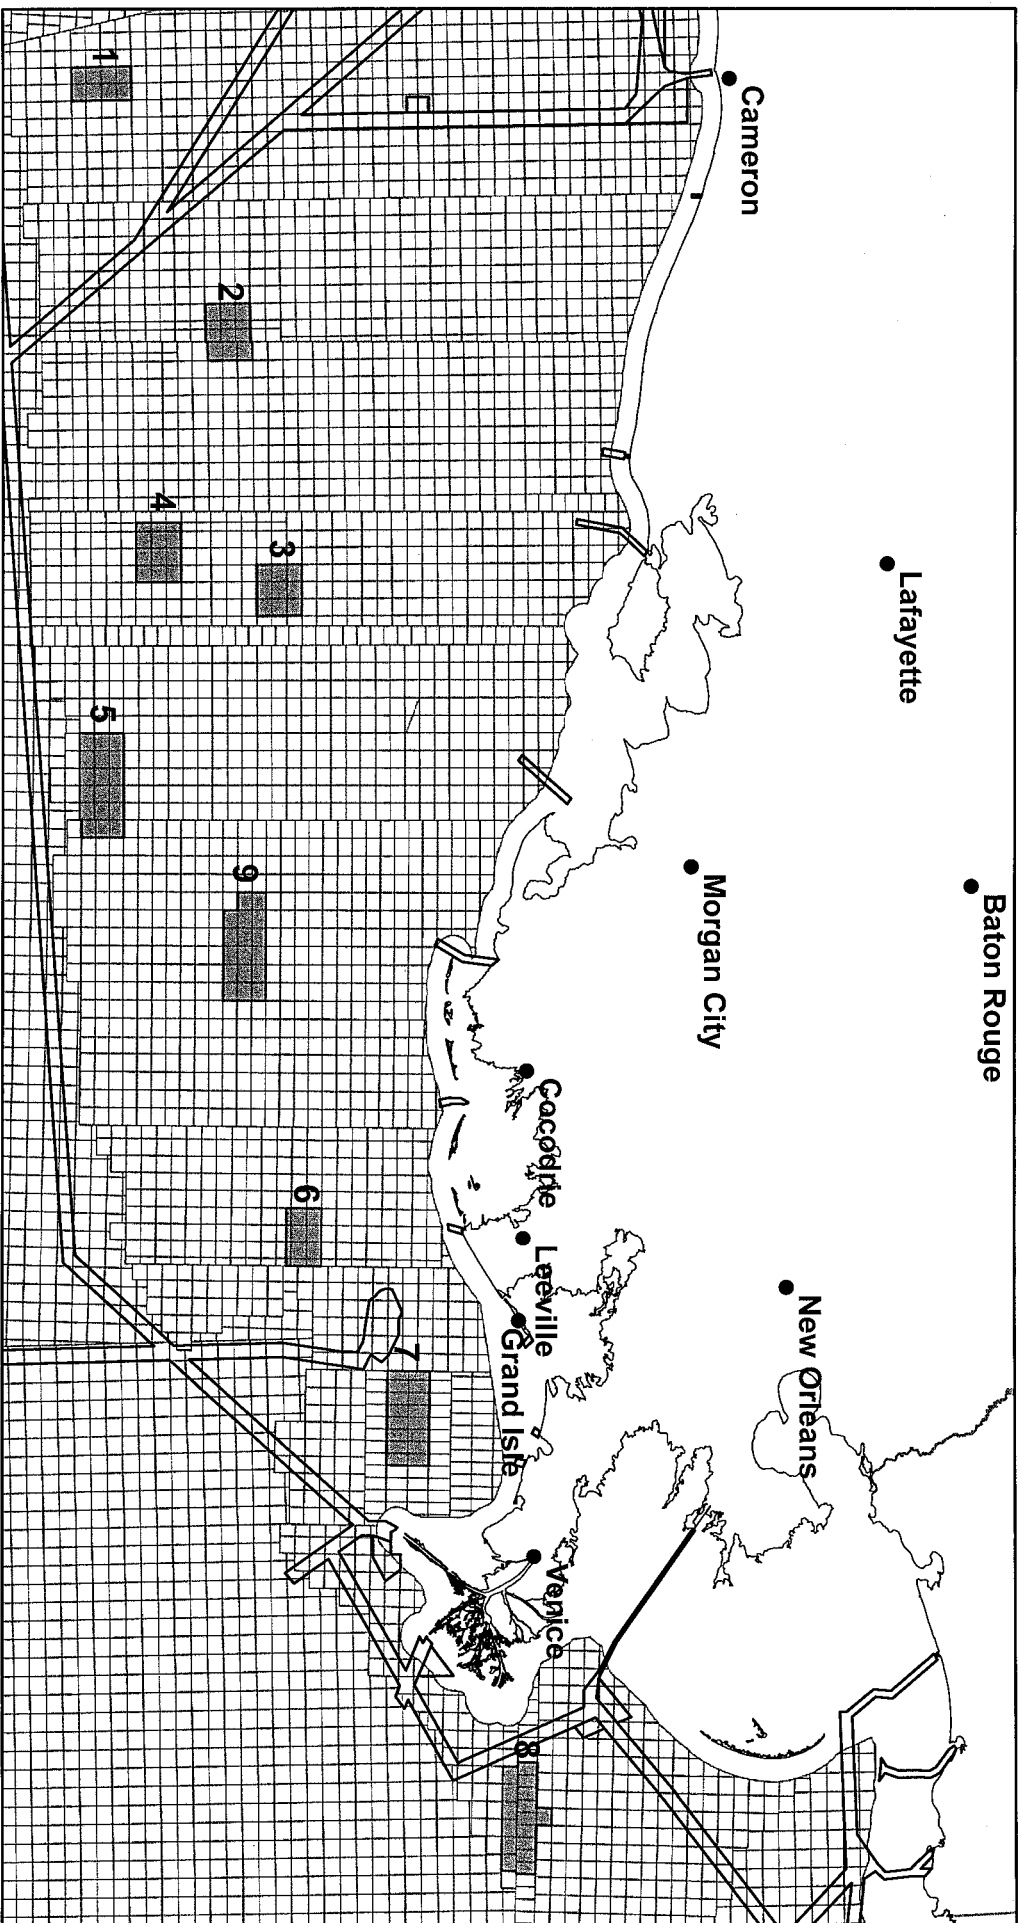 Baton Rouge
Lafayette
Cameron
Morgan City
New Orleans
Cocodrie
Leeville
Grand Isle
Venice
1
2
3
4
5
9
6
7
8